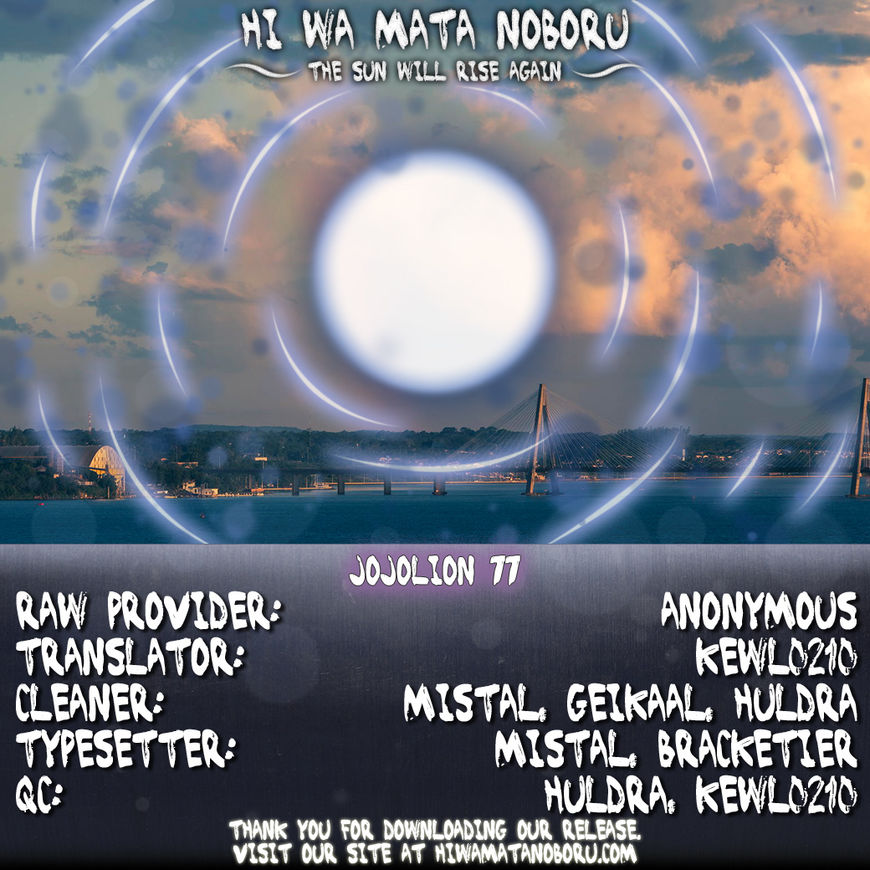 HI WA MATA NOBORU
THE SUN WILL RISE AGAIN
JOJOLION 77
RAW PROVIDER: ANONYMOUS
TRANSLATOR: KEWL0210
CLEANER: MISTAL, GEIKAAL, HULDRA
TYPESETTER: MISTAL, BRACKETIER
QC: HULDRA, KEWL0210
THANK YOU FOR DOWNLOADING OUR RELEASE.
VISIT OUR SITE AT HIWAMATANOBORU.COM